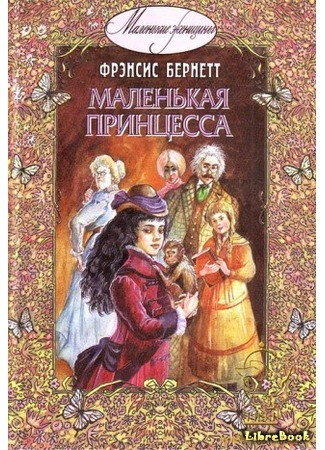 Маленькие женщины
ФРЭНСИС БЕРНЕТТ
МАЛЕНЬКАЯ
ПРИНЦЕССА
LibreBook